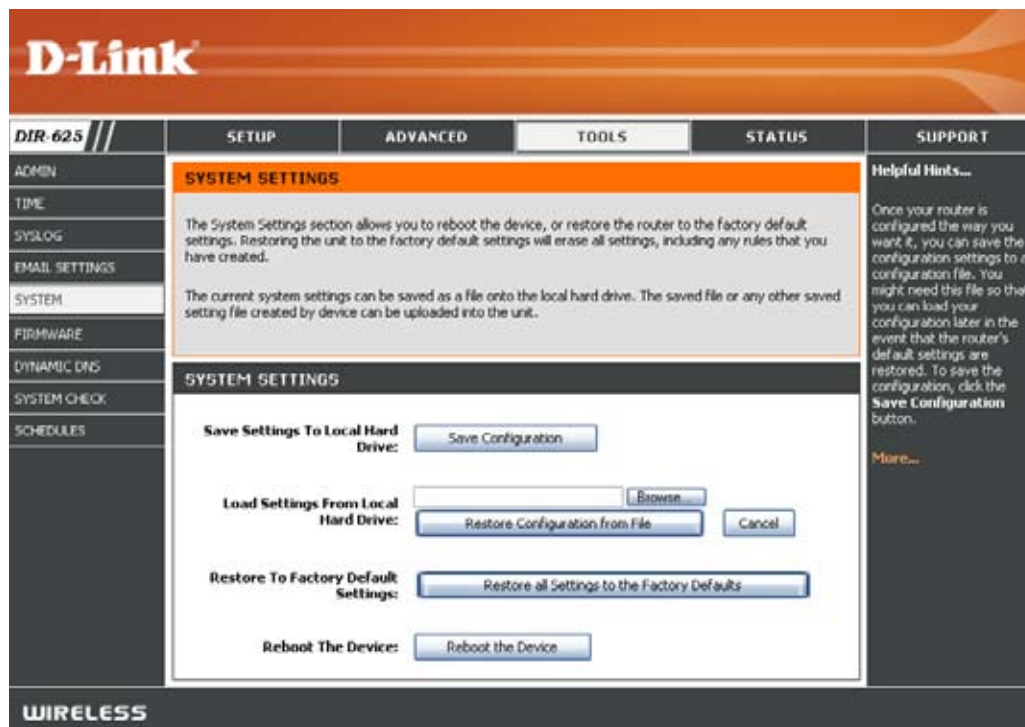 D-Link
DIR-625
SETUP
ADVANCED
TOOLS
STATUS
SUPPORT
ADMIN
TIME
SYSLOG
EMAIL SETTINGS
SYSTEM
FIRMWARE
DYNAMIC DNS
SYSTEM CHECK
SCHEDULES
SYSTEM SETTINGS
The System Settings section allows you to reboot the device, or restore the router to the factory default
settings. Restoring the unit to the factory default settings will erase all settings, including any rules that you
have created.
The current system settings can be saved as a file onto the local hard drive. The saved file or any other saved
setting file created by device can be uploaded into the unit.
SYSTEM SETTINGS
Save Settings To Local Hard
Drive:
Save Configuration
Load Settings From Local
Hard Drive:
Browse...
Restore Configuration from File
Cancel
Restore To Factory Default
Settings:
Restore all Settings to the Factory Defaults
Reboot The Device:
Reboot the Device
Helpful Hints...
Once your router is
configured the way you
want it, you can save the
configuration settings to a
configuration file. You
might need this file so that
you can load your
configuration later in the
event that the router's
default settings are
restored. To save the
configuration, click the
Save Configuration
button.
More...
WIRELESS